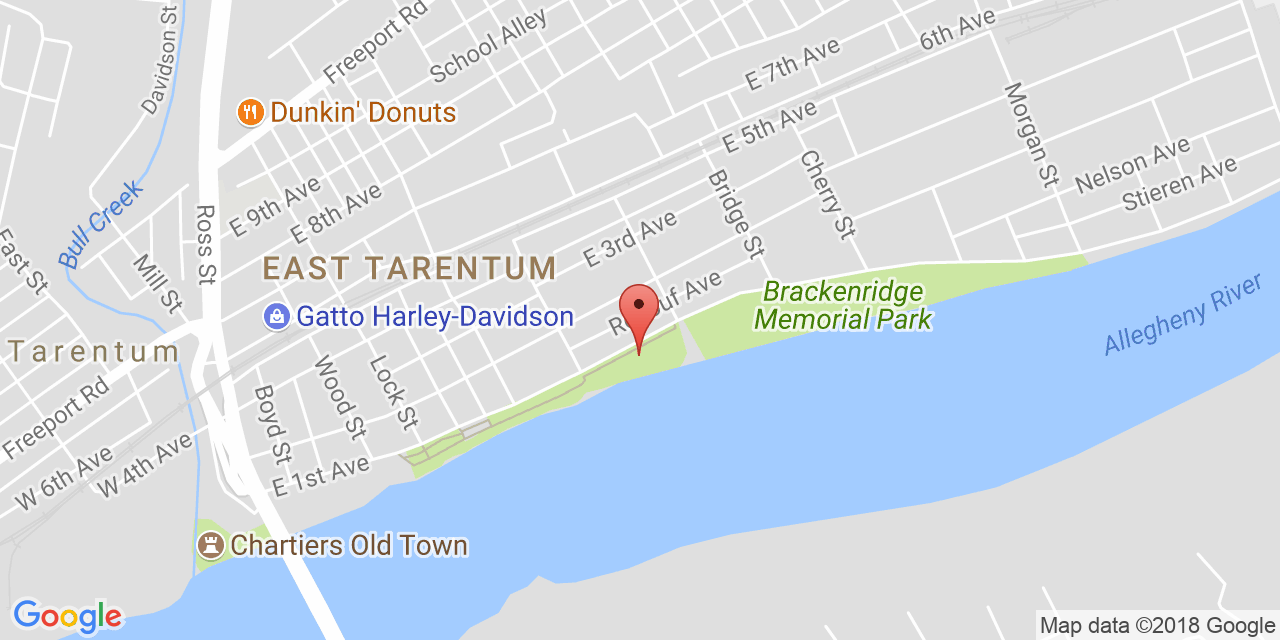 Davidson St
Freeport Rd
School Alley
6th Ave
E 7th Ave
Dunkin' Donuts
E 5th Ave
Morgan St
Nelson Ave
Stieren Ave
Cherry St
Bridge St
Bull Creek
E 9th Ave
E 8th Ave
Ross St
E 3rd Ave
East St
Mill St
EAST TARENTUM
Gatto Harley-Davidson
Brackenridge
Memorial Park
Allegheny River
Tarentum
Lock St
Wood St
Boyd St
Freeport Rd
W 6th Ave
W 4th Ave
E 1st Ave
Chartiers Old Town
Google
Map data ©2018 Google